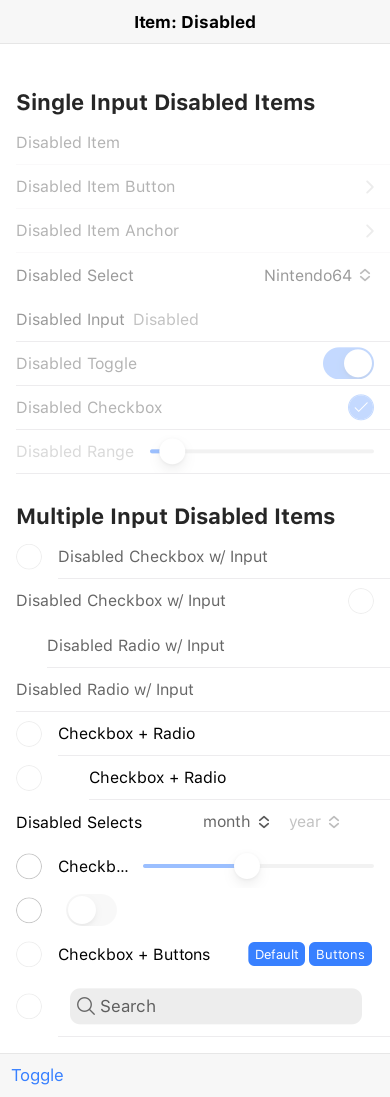 Item: Disabled
Single Input Disabled Items
Disabled Item
Disabled Item Button
Disabled Item Anchor
Disabled Select Nintendo64
Disabled Input Disabled
Disabled Toggle
Disabled Checkbox
Disabled Range
Multiple Input Disabled Items
Disabled Checkbox w/ Input
Disabled Checkbox w/ Input
Disabled Radio w/ Input
Disabled Radio w/ Input
Checkbox + Radio
Checkbox + Radio
Disabled Selects month year
Checkb...
Checkbox + Buttons Default Buttons
Search
Toggle